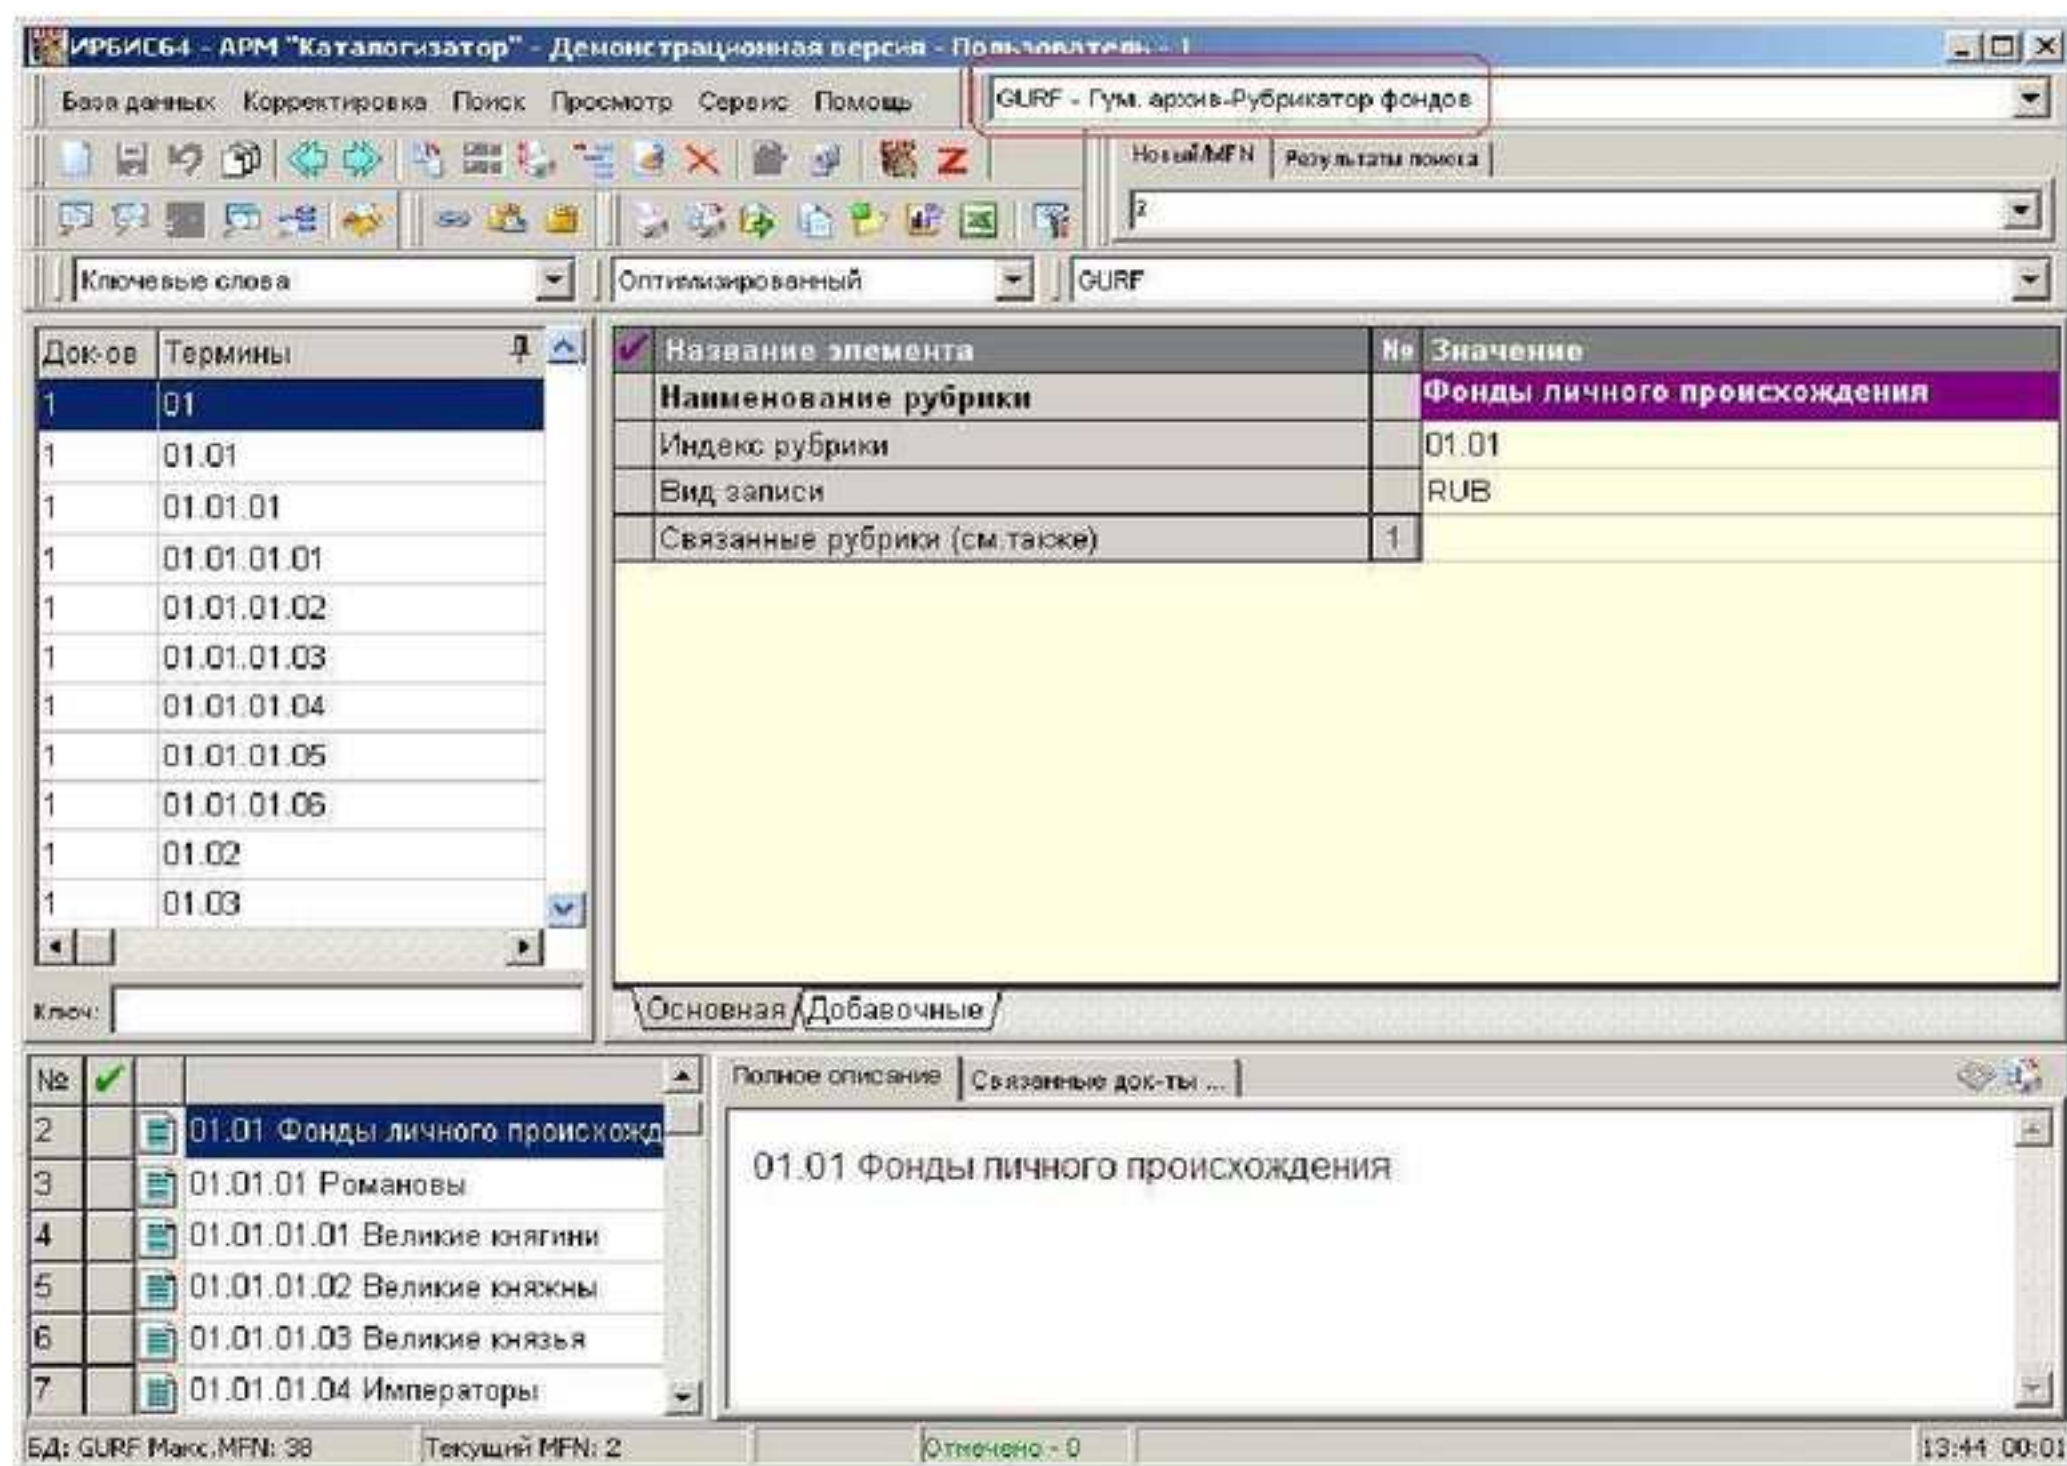 ИРБИС64 - АРМ "Каталогизатор" - Демонстрационная версия - Пользователь - 1
База данных Корректировка Поиск Просмотр Сервис Помощь
GURF - Гум. архив-Рубрикатор фондов
Новый/MFN Результаты поиска
2
Ключевые слова
Оптимизированный
GURF
Док-ов Термины
1 01
1 01.01
1 01.01.01
1 01.01.01.01
1 01.01.01.02
1 01.01.01.03
1 01.01.01.04
1 01.01.01.05
1 01.01.01.06
1 01.02
1 01.03
Ключ:
Название элемента № Значение
Наименование рубрики Фонды личного происхождения
Индекс рубрики 01.01
Вид записи RUB
Связанные рубрики (см.также) 1
Основная Добавочные
№
2 01.01 Фонды личного происхожд
3 01.01.01 Романовы
4 01.01.01.01 Великие княгини
5 01.01.01.02 Великие княжны
6 01.01.01.03 Великие князья
7 01.01.01.04 Императоры
Полное описание Связанные док-ты ...
01.01 Фонды личного происхождения
БД: GURF Макс.MFN: 38 Текущий MFN: 2 Отмечено - 0 13:44 00:01